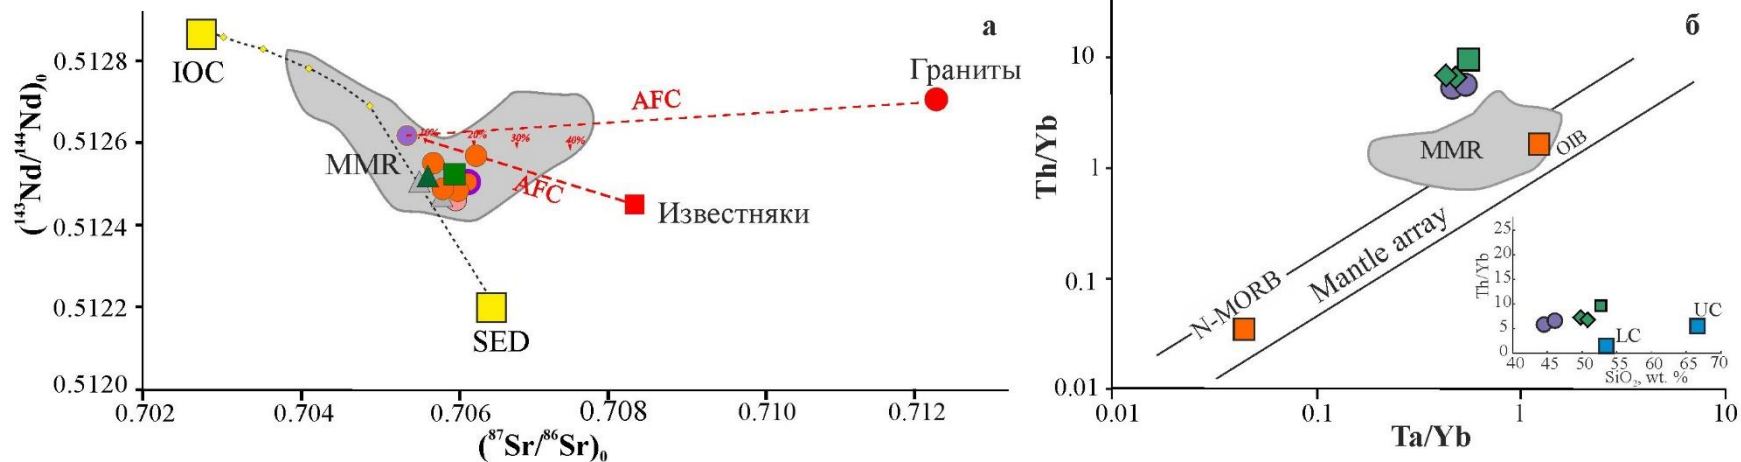 а
(¹⁴³Nd/¹⁴⁴Nd)₀
0.5128
0.5126
0.5124
0.5122
0.5120
0.702
0.704
0.706
0.708
0.710
0.712
(⁸⁷Sr/⁸⁶Sr)₀
IOC
Граниты
AFC
10%
20%
30%
40%
MMR
AFC
Известняки
SED
б
Th/Yb
10
1
0.1
0.01
0.01
0.1
1
10
Ta/Yb
MMR
OIB
Mantle array
N-MORB
Th/Yb
25
20
15
10
5
0
40
45
50
55
60
65
70
SiO₂, wt. %
UC
LC